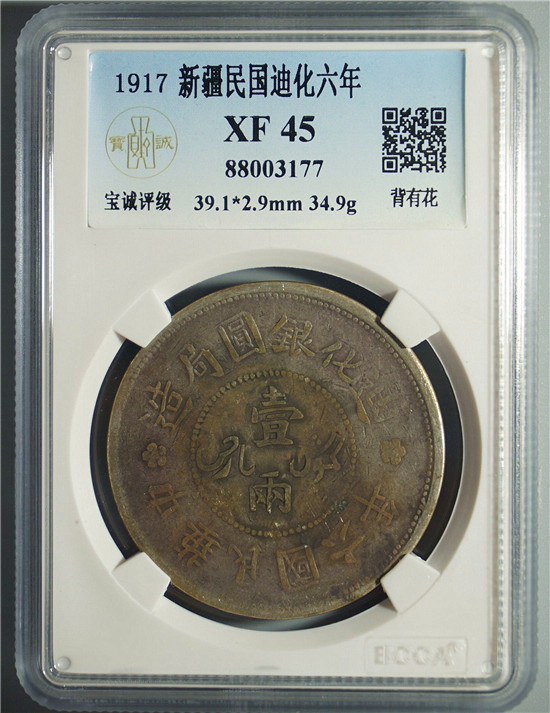 1917 新疆民国迪化六年
XF 45
寶誠
88003177
宝诚评级 39.1*2.9mm 34.9g 背有花
迪化銀圓局造
壹
兩
中華民國六年